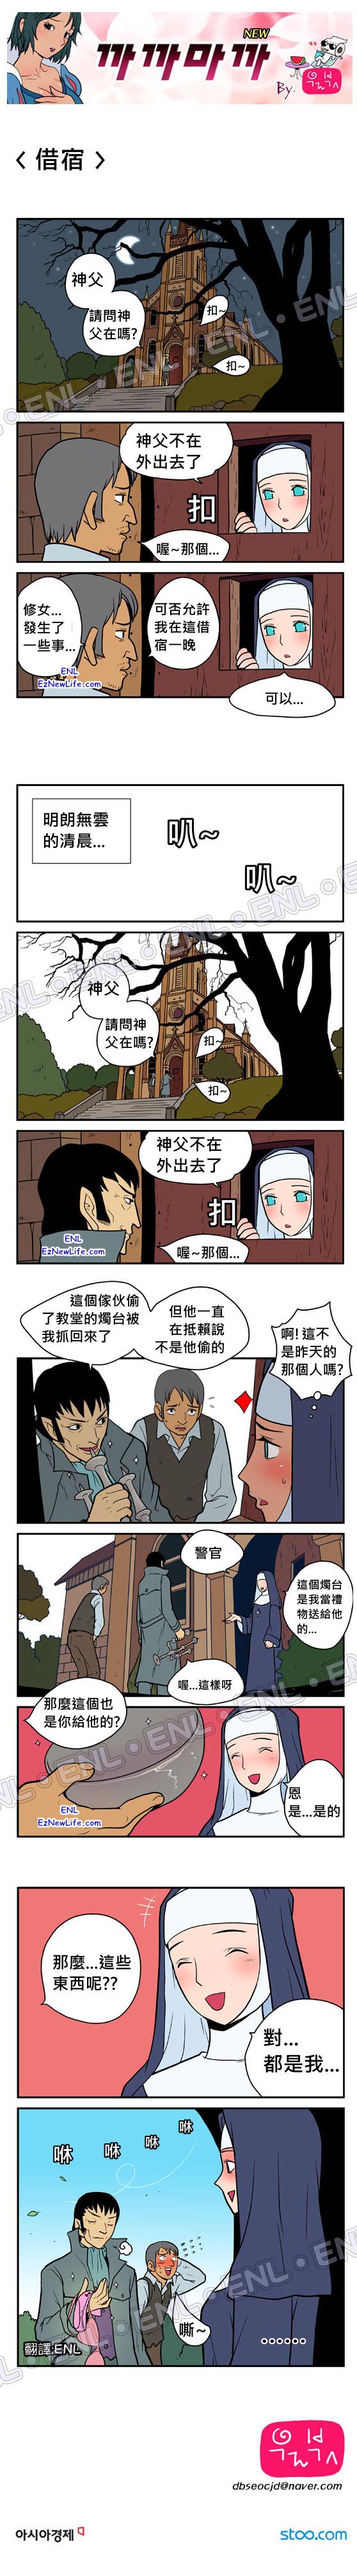 NEW
까까마까
By.
< 借宿 >
神父
請問神
父在嗎?
扣~
扣~
神父不在
外出去了
扣
喔~那個...
修女...
發生了
一些事...
可否允許
我在這借
宿一晚
ENL
EzNewLife.com
可以...
明朗無雲
的清晨...
叭~
叭~
神父
請問神
父在嗎?
扣~
扣~
神父不在
外出去了
扣
ENL
EzNewLife.com
喔~那個...
這個傢伙偷
了教堂的燭台被
我抓回來了
但他一直
在抵賴說
不是他偷的
啊! 這不
是昨天的
那個人嗎?
警官
這個燭台
是我當禮
物送給他
的...
喔...這樣呀
那麼這個也
是你給他的?
ENL
EzNewLife.com
恩
是...是的
那麼...這些
東西呢??
對...
都是我...
咻
咻
咻
咻
嘶~
......
翻譯:ENL
dbseocjd@naver.com
아시아경제
stoo.com